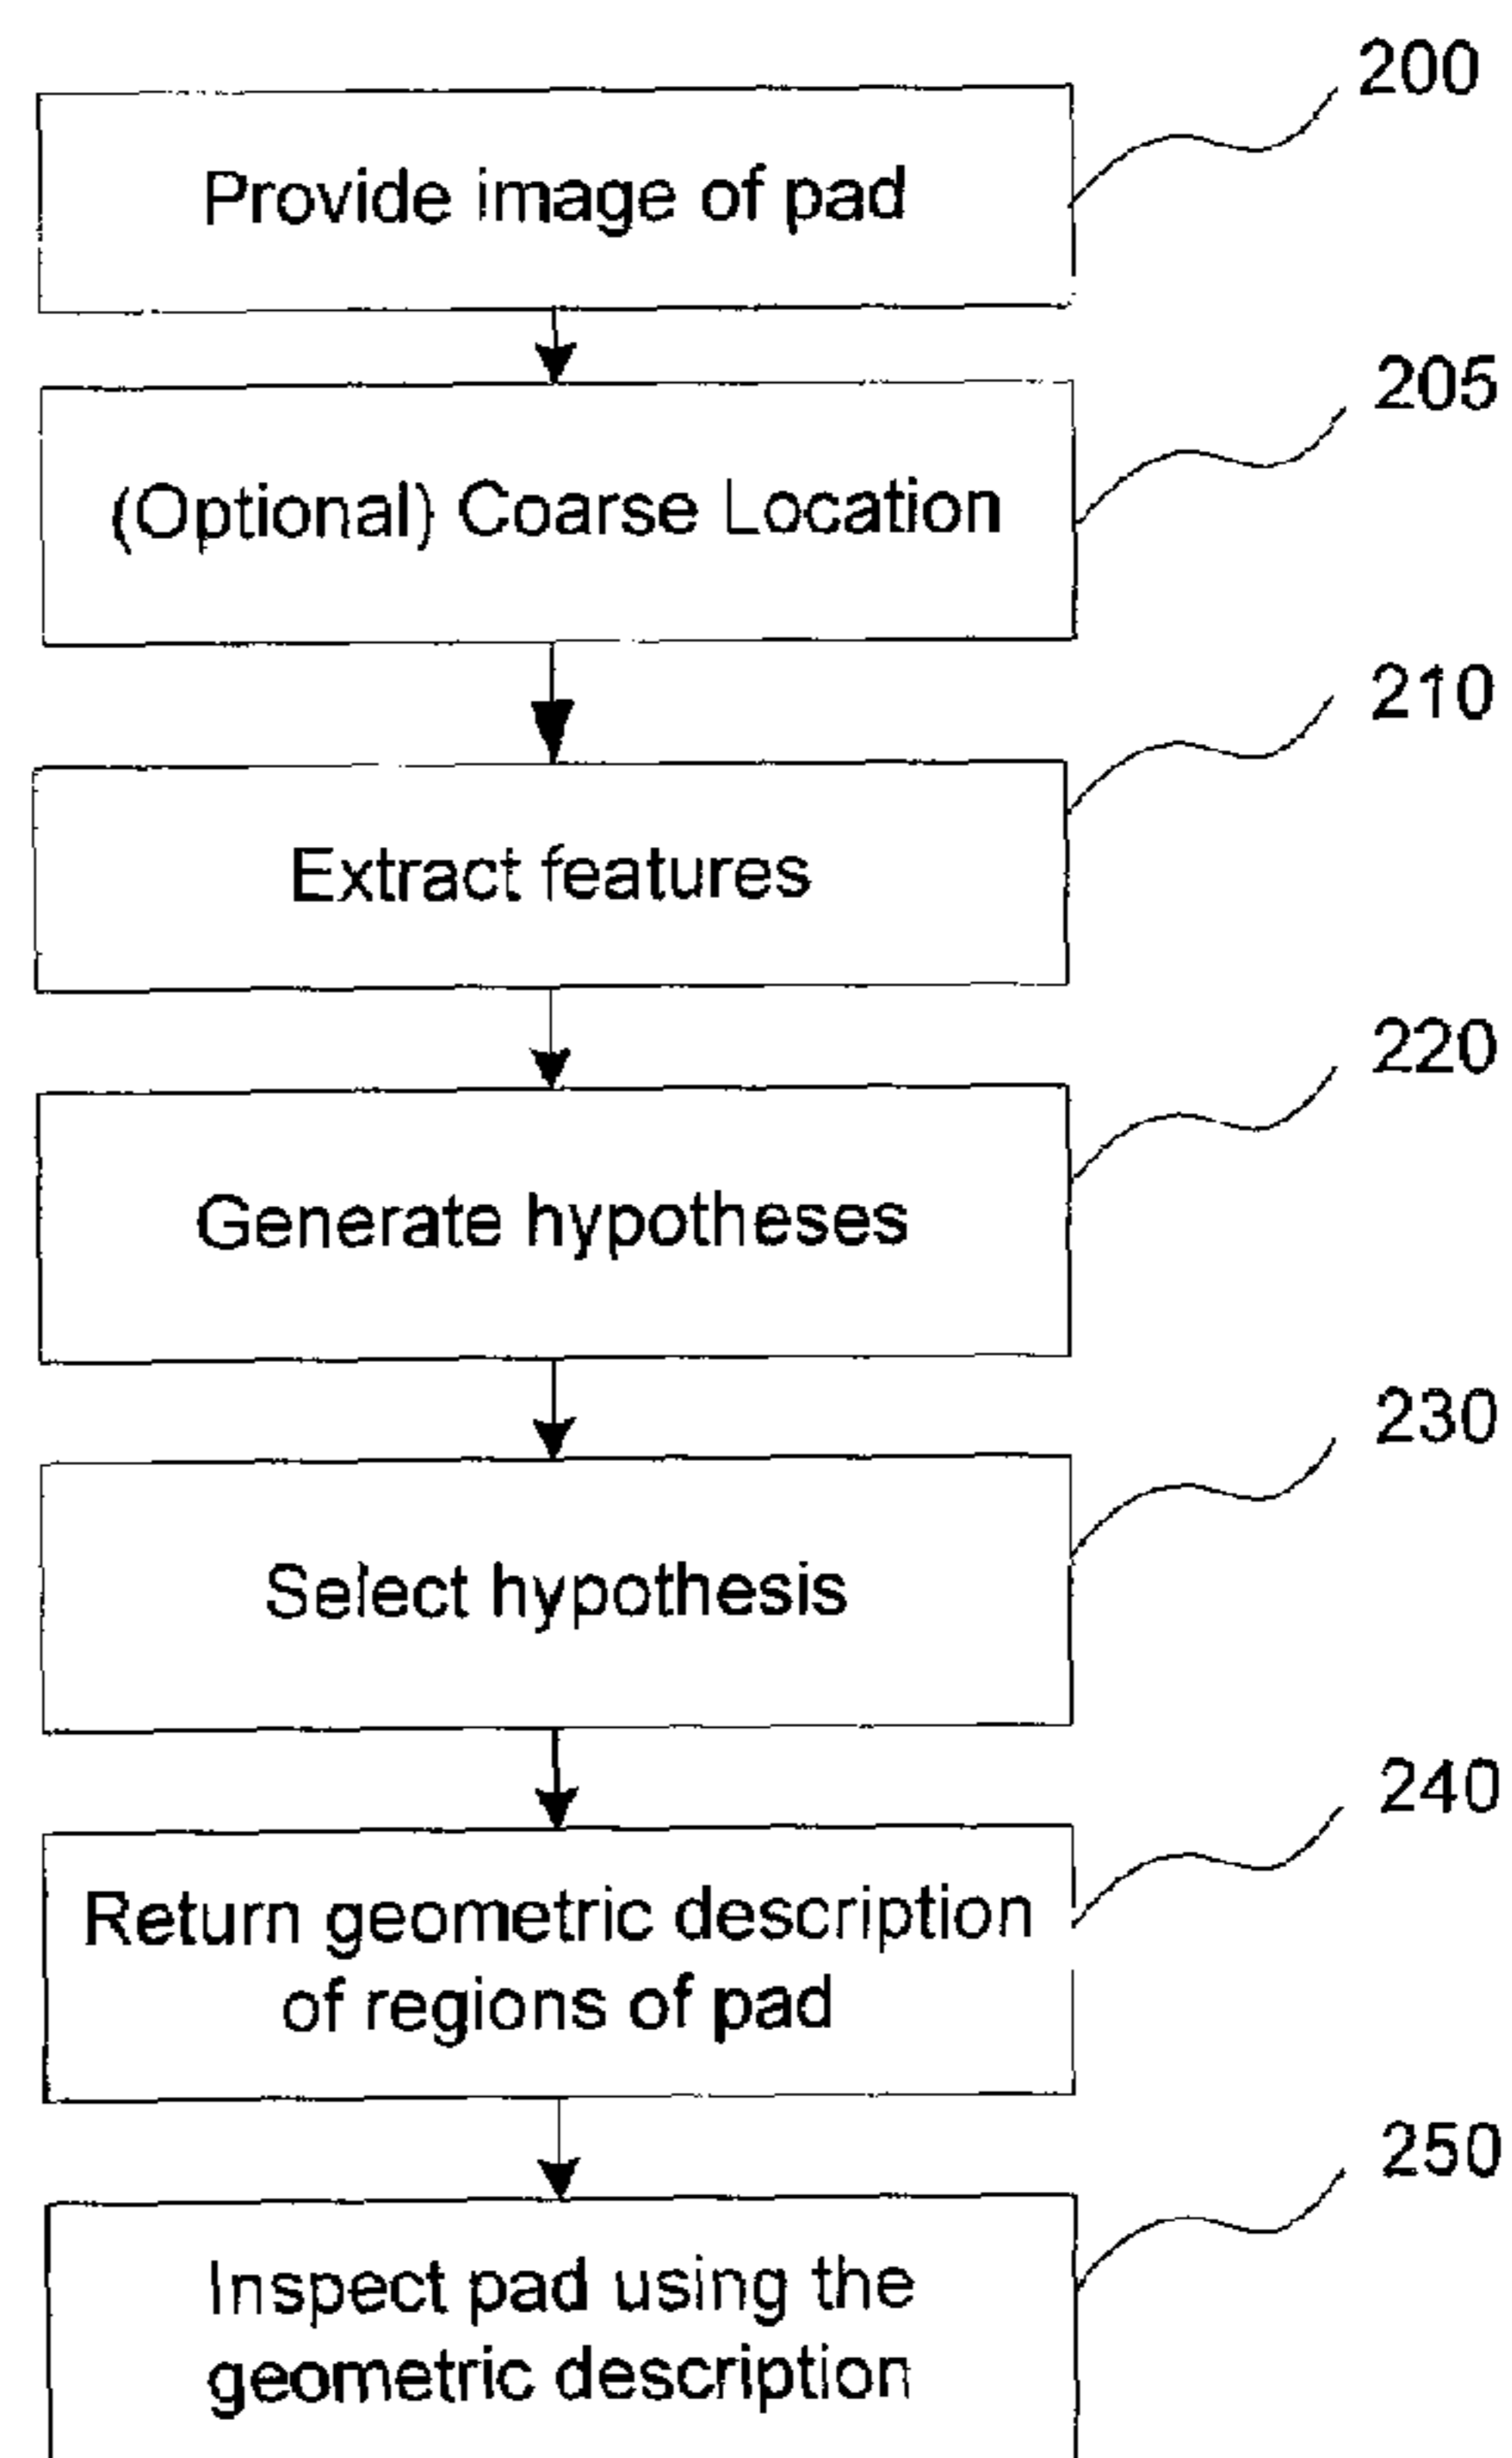 200
Provide image of pad
205
(Optional) Coarse Location
210
Extract features
220
Generate hypotheses
230
Select hypothesis
240
Return geometric description
of regions of pad
250
Inspect pad using the
geometric description